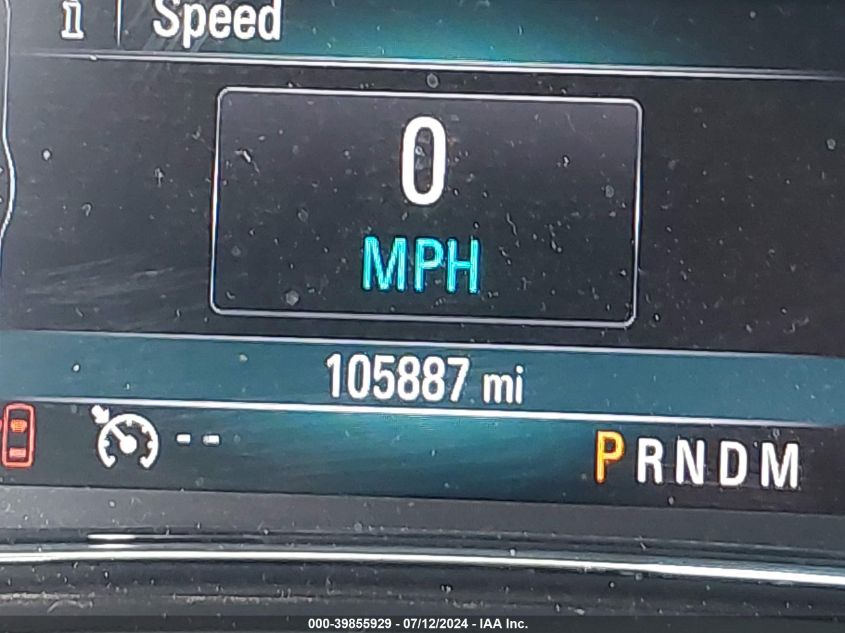 i | Speed
0
MPH
105887 mi
-- PRNDM
000-39855929 - 07/12/2024 - IAA Inc.